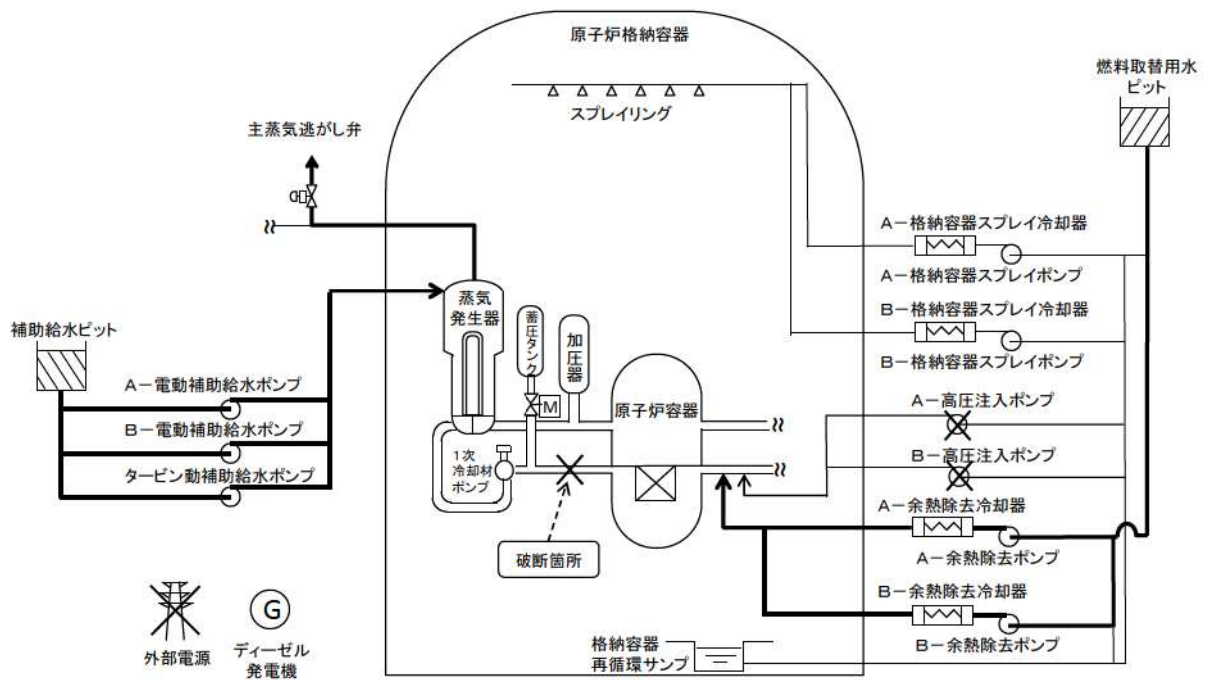 原子炉格納容器
燃料取替用水
ピット
スプレイリング
主蒸気逃がし弁
A－格納容器スプレイ冷却器
A－格納容器スプレイポンプ
蒸気
発生器
蓄圧タンク
加圧器
補助給水ピット
B－格納容器スプレイ冷却器
B－格納容器スプレイポンプ
A－電動補助給水ポンプ
M
原子炉容器
A－高圧注入ポンプ
B－電動補助給水ポンプ
1次
冷却材
ポンプ
B－高圧注入ポンプ
タービン動補助給水ポンプ
A－余熱除去冷却器
破断箇所
A－余熱除去ポンプ
B－余熱除去冷却器
G
外部電源
ディーゼル
発電機
格納容器
再循環サンプ
B－余熱除去ポンプ